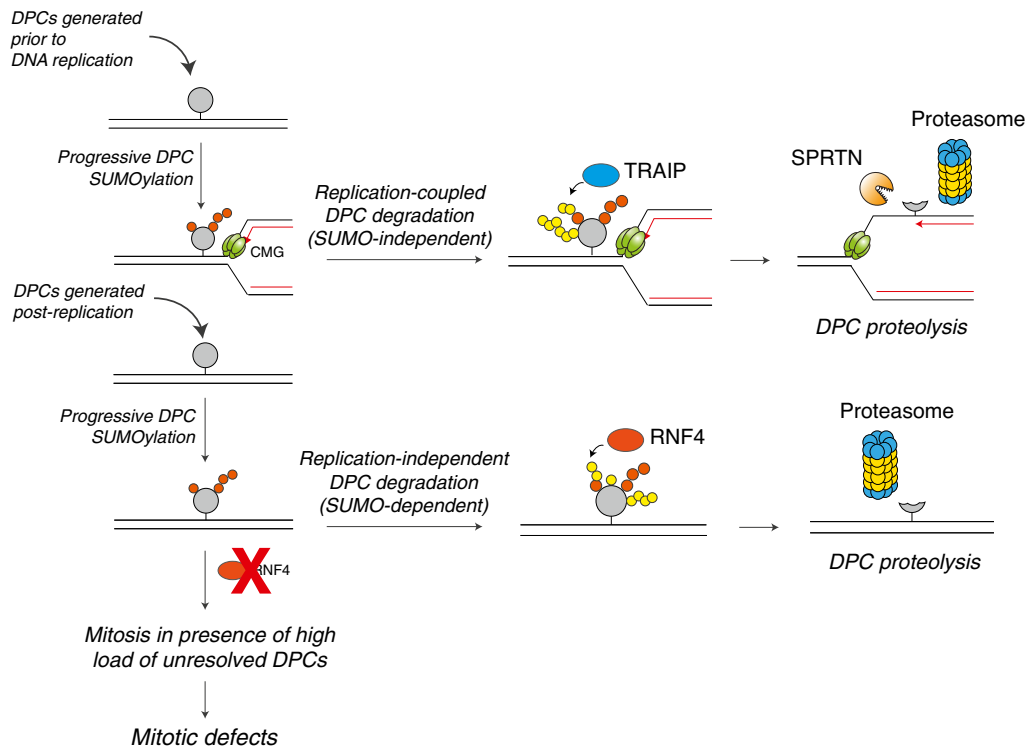 DPCs generated
prior to
DNA replication
Progressive DPC
SUMOylation
CMG
Replication-coupled
DPC degradation
(SUMO-independent)
TRAIP
SPRTN
Proteasome
DPC proteolysis
DPCs generated
post-replication
Progressive DPC
SUMOylation
Replication-independent
DPC degradation
(SUMO-dependent)
RNF4
Proteasome
DPC proteolysis
RNF4
Mitosis in presence of high
load of unresolved DPCs
Mitotic defects